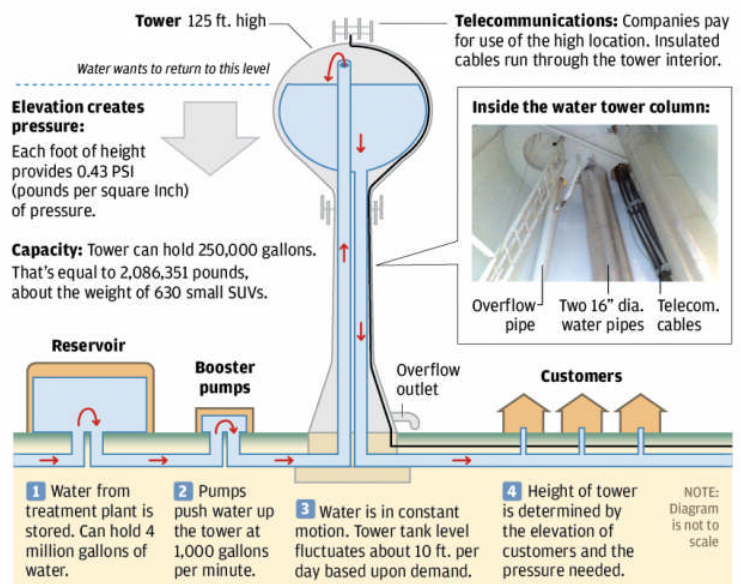 Tower 125 ft. high
Water wants to return to this level
Elevation creates
pressure:
Each foot of height
provides 0.43 PSI
(pounds per square Inch)
of pressure.
Capacity: Tower can hold 250,000 gallons.
That's equal to 2,086,351 pounds,
about the weight of 630 small SUVs.
Telecommunications: Companies pay
for use of the high location. Insulated
cables run through the tower interior.
Inside the water tower column:
Overflow
pipe
Two 16” dia.
water pipes
Telecom.
cables
Reservoir
Booster
pumps
Overflow
outlet
Customers
1 Water from
treatment plant is
stored. Can hold 4
million gallons of
water.
2 Pumps
push water up
the tower at
1,000 gallons
per minute.
3 Water is in constant
motion. Tower tank level
fluctuates about 10 ft. per
day based upon demand.
4 Height of tower
is determined by
the elevation of
customers and the
pressure needed.
NOTE:
Diagram
is not to
scale